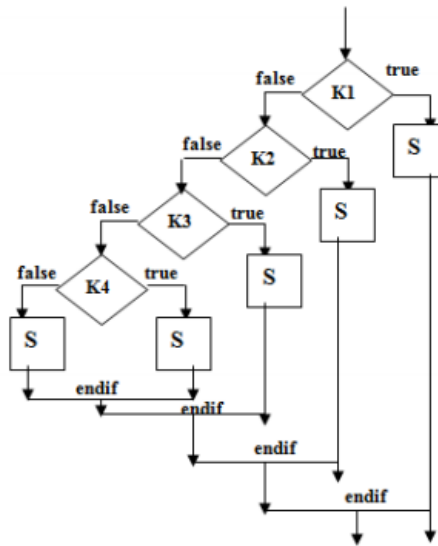 false K1 true
false K2 true S
false K3 true S
false K4 true S
S S
endif
endif
endif
endif